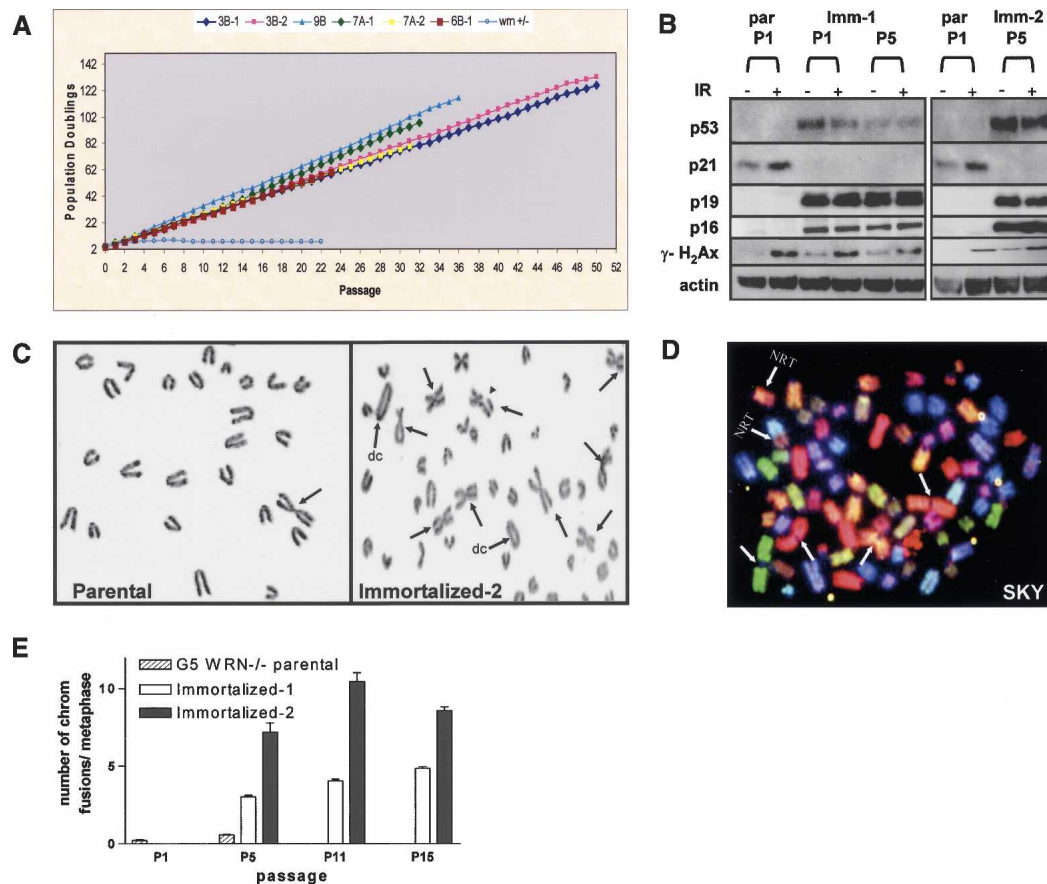 A
3B-1 3B-2 9B 7A-1 7A-2 6B-1 wrn +/-
Population Doublings
142
122
102
82
62
42
22
2
0 2 4 6 8 10 12 14 16 18 20 22 24 26 28 30 32 34 36 38 40 42 44 46 48 50 52
Passage
B
par Imm-1 par Imm-2
P1 P1 P5 P1 P5
IR - + - + - + - + - +
p53
p21
p19
p16
γ- H2Ax
actin
C
dc
dc
Parental
Immortalized-2
D
NRT
NRT
SKY
E
G5 WRN-/- parental
Immortalized-1
Immortalized-2
number of chrom
fusions/ metaphase
10
5
0
P1 P5 P11 P15
passage